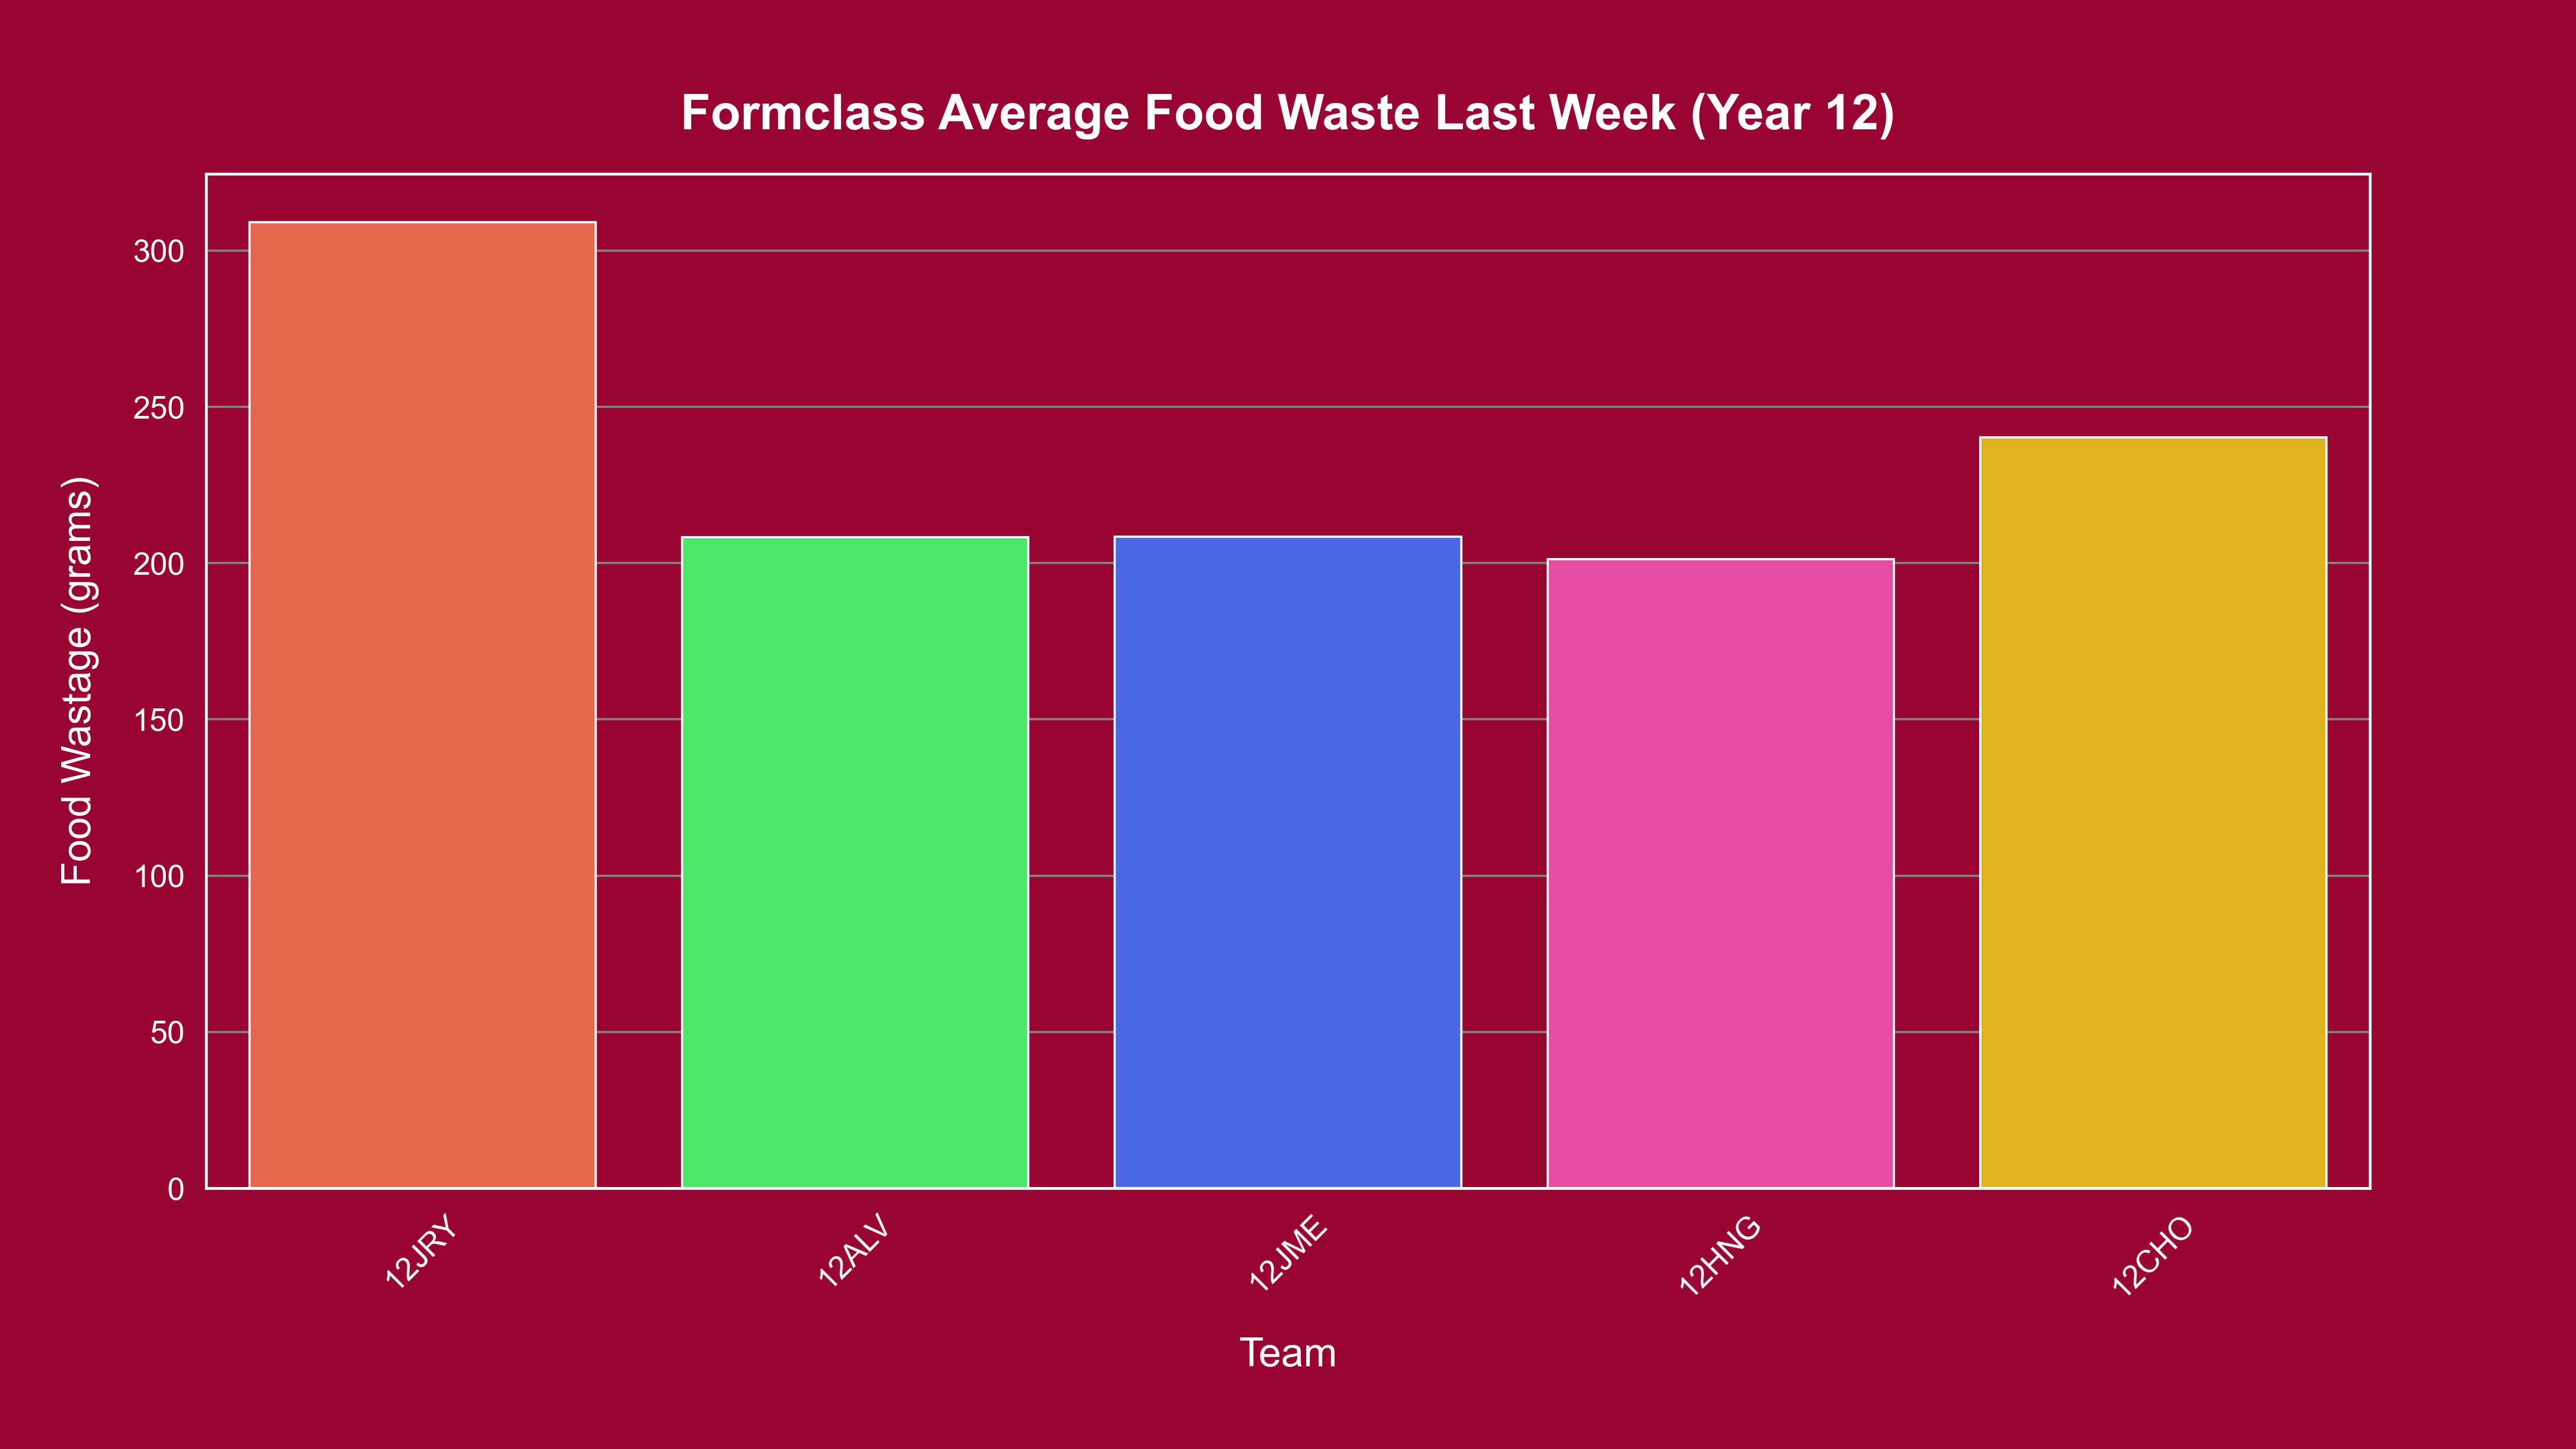 Formclass Average Food Waste Last Week (Year 12)
Food Wastage (grams)
300
250
200
150
100
50
0
12JRY
12ALV
12JME
12HNG
12CHO
Team